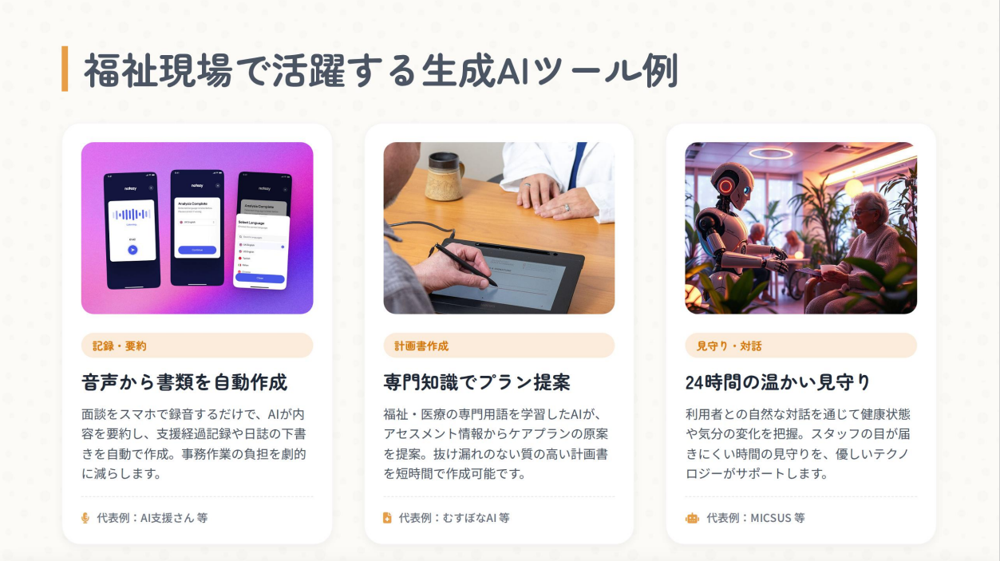 福祉現場で活躍する生成AIツール例
notezy
notezy
Analysis Complete
Continue
notezy
Analysis Complete
Select Language
記録・要約
音声から書類を自動作成
面談をスマホで録音するだけで、AIが内
容を要約し、支援経過記録や日誌の下書
きを自動で作成。事務作業の負担を劇的
に減らします。
代表例：AI支援さん 等
計画書作成
専門知識でプラン提案
福祉・医療の専門用語を学習したAIが、
アセスメント情報からケアプランの原案
を提案。抜け漏れのない質の高い計画書
を短時間で作成可能です。
代表例：むすぼなAI 等
見守り・対話
24時間の温かい見守り
利用者との自然な対話を通じて健康状態
や気分の変化を把握。スタッフの目が届
きにくい時間の見守りを、優しいテクノ
ロジーがサポートします。
代表例：MICSUS 等